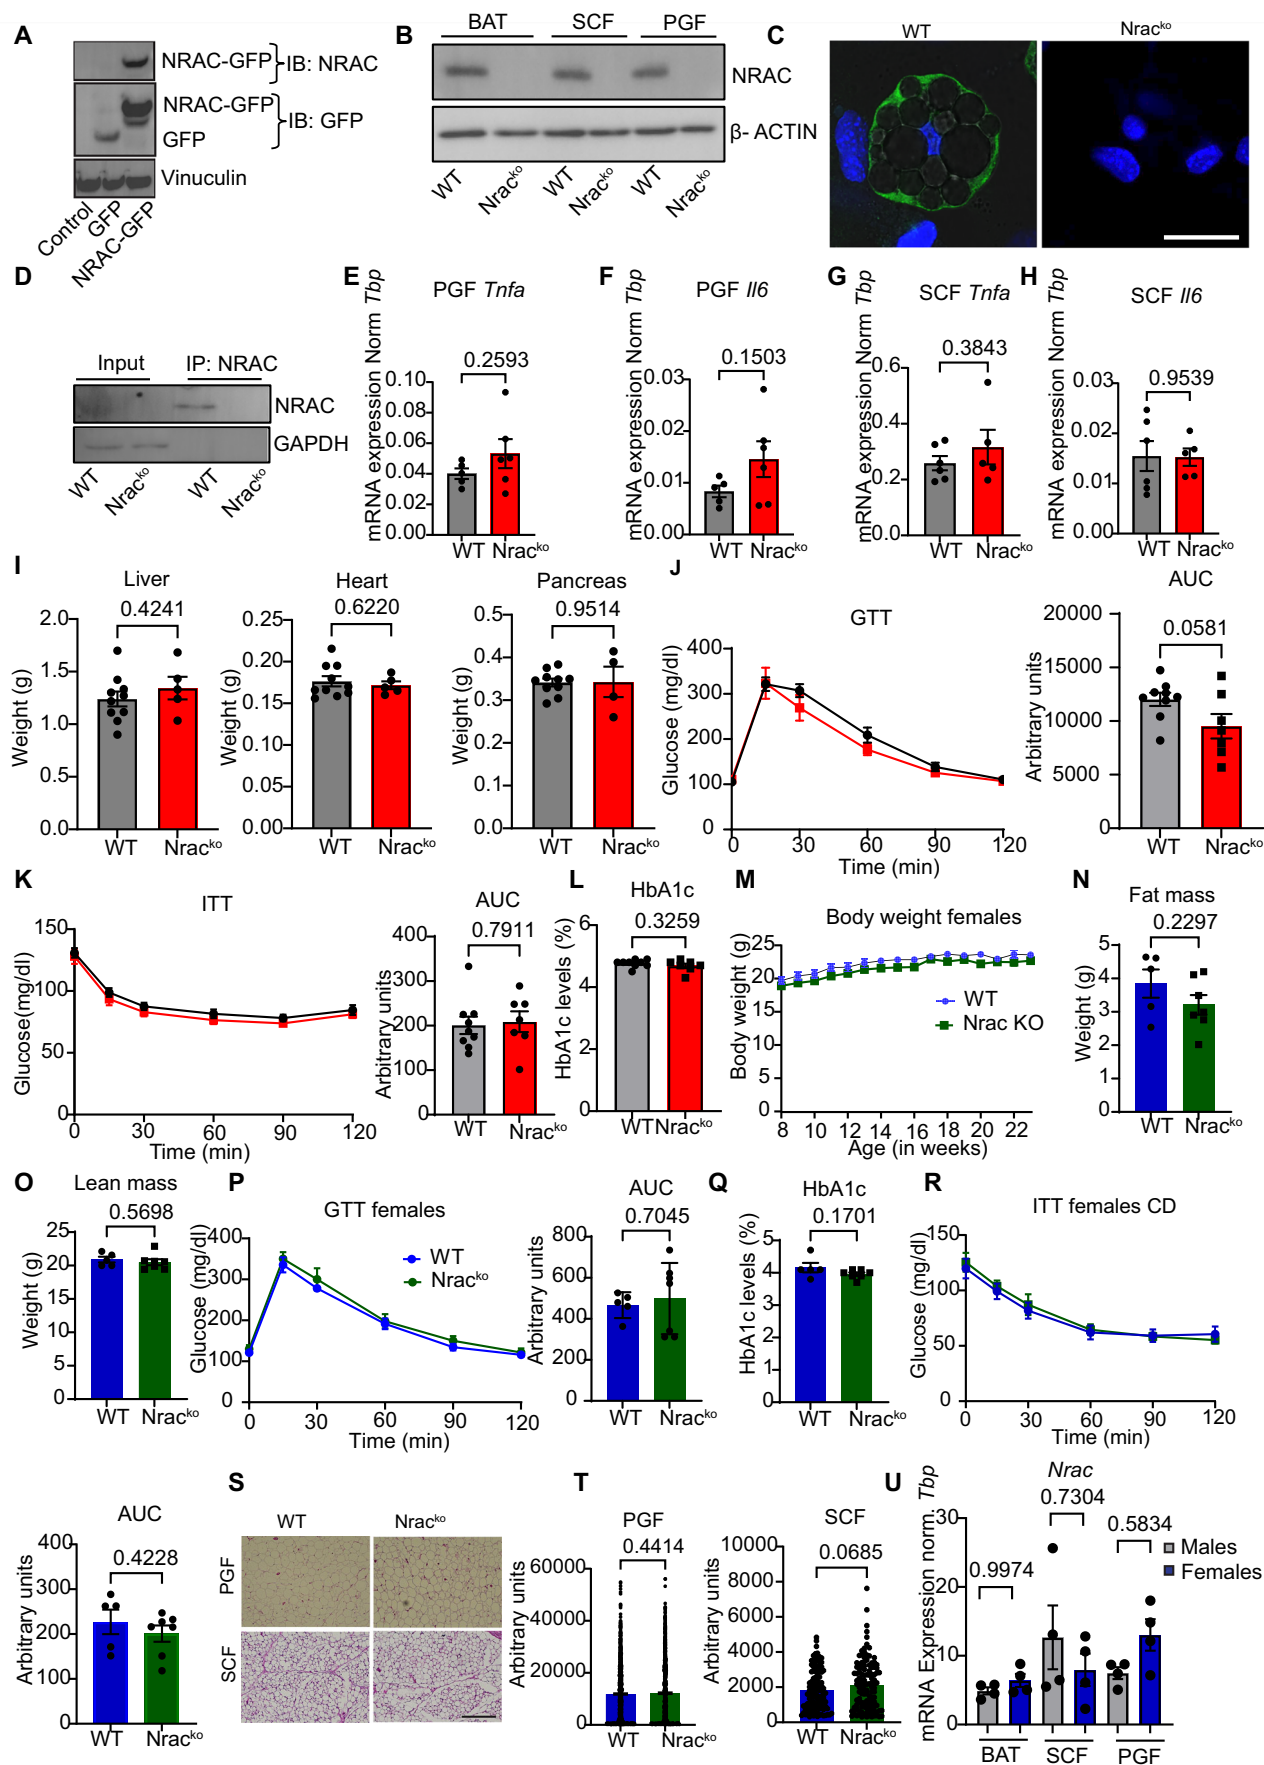 A
NRAC-GFP
IB: NRAC
NRAC-GFP
IB: GFP
GFP
Vinuculin
Control
GFP
NRAC-GFP
B
BAT SCF PGF
NRAC
β- ACTIN
WT Nracko WT Nracko WT Nracko
C
WT Nracko
D
Input IP: NRAC
NRAC
GAPDH
WT Nracko WT Nracko
E
PGF Tnfa
mRNA expression Norm Tbp
0.2593
0.10
0.08
0.06
0.04
0.02
0.00
WT Nracko
F
PGF Il6
mRNA expression Norm Tbp
0.1503
0.03
0.02
0.01
0.00
WT Nracko
G
SCF Tnfa
mRNA expression Norm Tbp
0.3843
0.6
0.4
0.2
0.0
WT Nracko
H
SCF Il6
mRNA expression Norm Tbp
0.9539
0.03
0.02
0.01
0.00
WT Nracko
I
Liver
0.4241
Weight (g)
2.0
1.5
1.0
0.5
0.0
WT Nracko
Heart
0.6220
Weight (g)
0.25
0.20
0.15
0.10
0.05
0.00
WT Nracko
Pancreas
0.9514
Weight (g)
0.5
0.4
0.3
0.2
0.1
0.0
WT Nracko
J
GTT
Glucose (mg/dl)
400
300
200
100
0
0 30 60 90 120
Time (min)
AUC
0.0581
Arbitrary units
20000
15000
10000
5000
0
WT Nracko
K
ITT
Glucose(mg/dl)
150
100
50
0
0 30 60 90 120
Time (min)
AUC
0.7911
Arbitrary units
400
300
200
100
0
WT Nracko
L
HbA1c
0.3259
HbA1c levels (%)
6
4
2
0
WT Nracko
M
Body weight females
Body weight (g)
25
20
15
10
5
0
WT
Nrac KO
8 10 12 14 16 18 20 22
Age (in weeks)
N
Fat mass
0.2297
Weight (g)
5
4
3
2
1
0
WT Nracko
O
Lean mass
0.5698
Weight (g)
25
20
15
10
5
0
WT Nracko
P
GTT females
Glucose (mg/dl)
400
300
200
100
0
WT
Nracko
0 30 60 90 120
Time (min)
AUC
0.7045
Arbitrary units
800
600
400
200
0
WT Nracko
Q
HbA1c
0.1701
HbA1c levels (%)
5
4
3
2
1
0
WT Nracko
R
ITT females CD
Glucose (mg/dl)
150
100
50
0
0 30 60 90 120
Time (min)
AUC
0.4228
Arbitrary units
400
300
200
100
0
WT Nracko
S
WT Nracko
PGF
SCF
T
PGF
0.4414
Arbitrary units
60000
40000
20000
0
WT Nracko
SCF
0.0685
Arbitrary units
10000
8000
6000
4000
2000
0
WT Nracko
U
Nrac
mRNA Expression norm. Tbp
0.7304
0.5834
0.9974
Males
Females
30
20
10
0
BAT SCF PGF